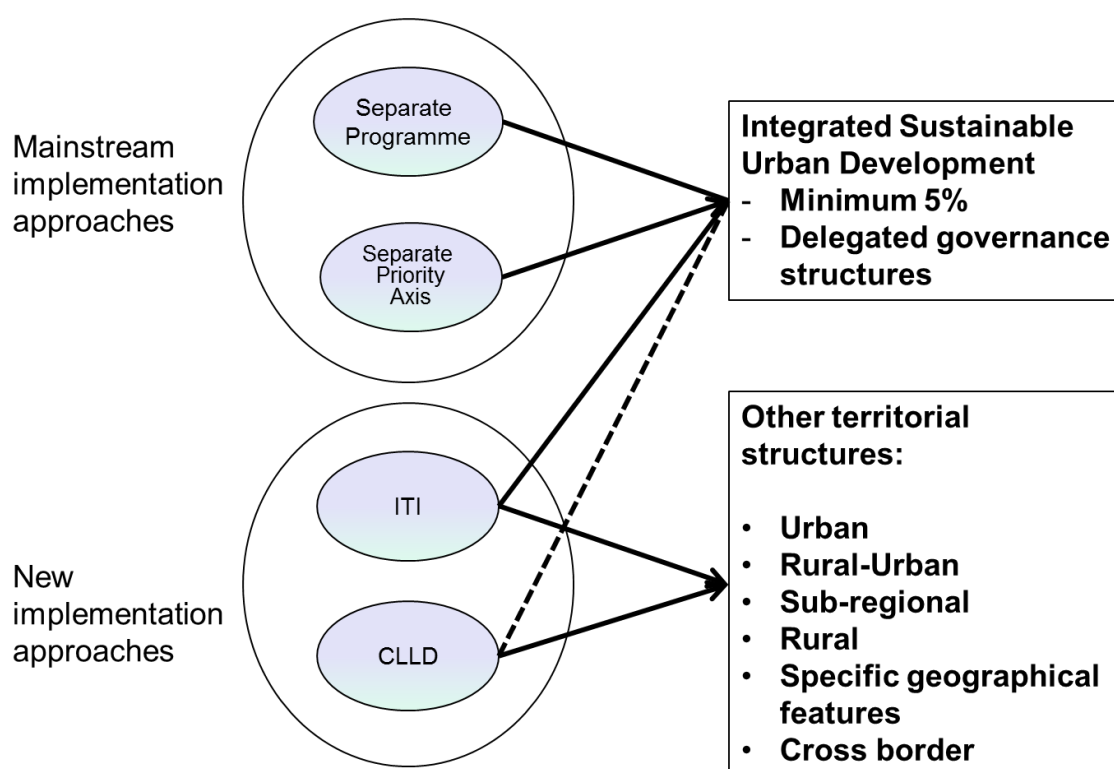 Mainstream
implementation
approaches
Separate
Programme
Separate
Priority
Axis
Integrated Sustainable
Urban Development
- Minimum 5%
- Delegated governance
structures
New
implementation
approaches
ITI
CLLD
Other territorial
structures:
• Urban
• Rural-Urban
• Sub-regional
• Rural
• Specific geographical
features
• Cross border